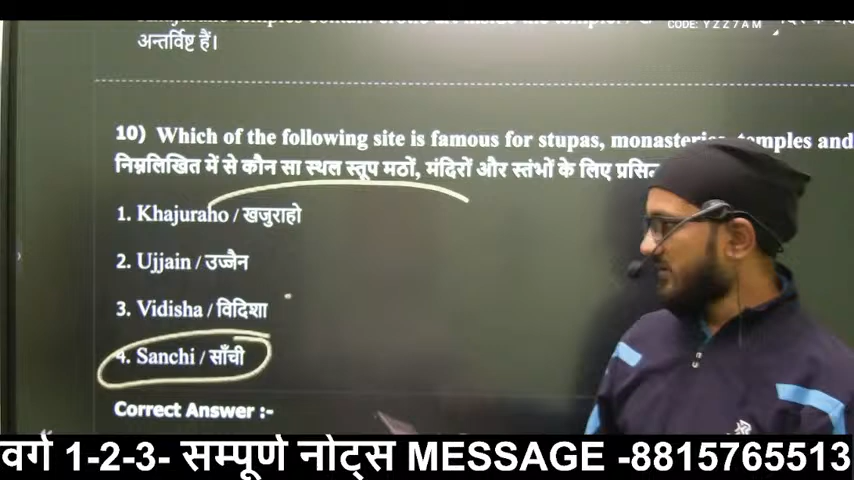 CODE: YZZ7AM
अन्तर्विष्ट हैं।
10) Which of the following site is famous for stupas, monasteries, temples and
निम्नलिखित में से कौन सा स्थल स्तूप मठों, मंदिरों और स्तंभों के लिए
1. Khajuraho / खजुराहो
2. Ujjain / उज्जैन
3. Vidisha / विदिशा
4. Sanchi / साँची
Correct Answer :-
वर्ग 1-2-3- सम्पूर्ण नोट्स MESSAGE -8815765513